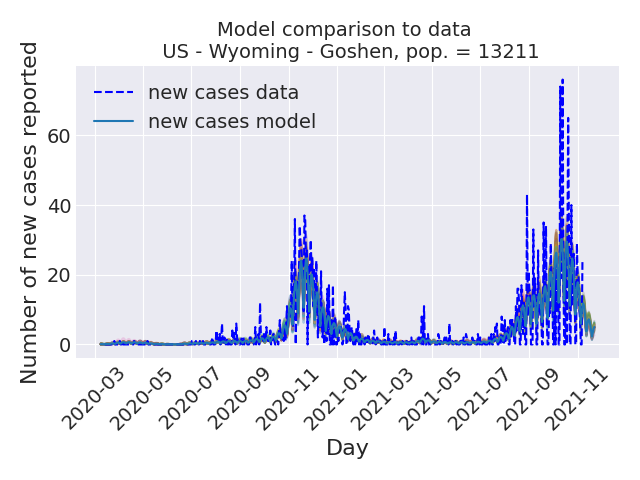 Model comparison to data
US - Wyoming - Goshen, pop. = 13211
Number of new cases reported
new cases data
new cases model
60
40
20
0
2020-03
2020-05
2020-07
2020-09
2020-11
2021-01
2021-03
2021-05
2021-07
2021-09
2021-11
Day